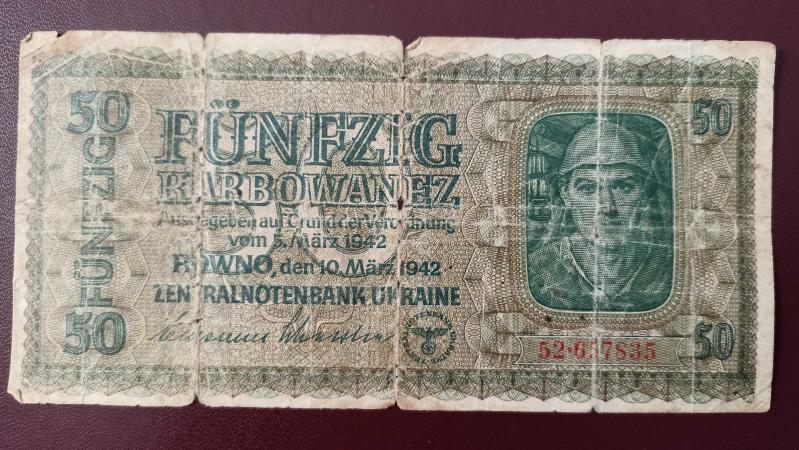 50
FÜNFZIG
50
FÜNFZIG
KARBOWANEZ
Ausgegeben auf Grund der Verordnung
vom 5. März 1942
ROWNO, den 10. März 1942
ZENTRALNOTENBANK UKRAINE
50
52·657835
50